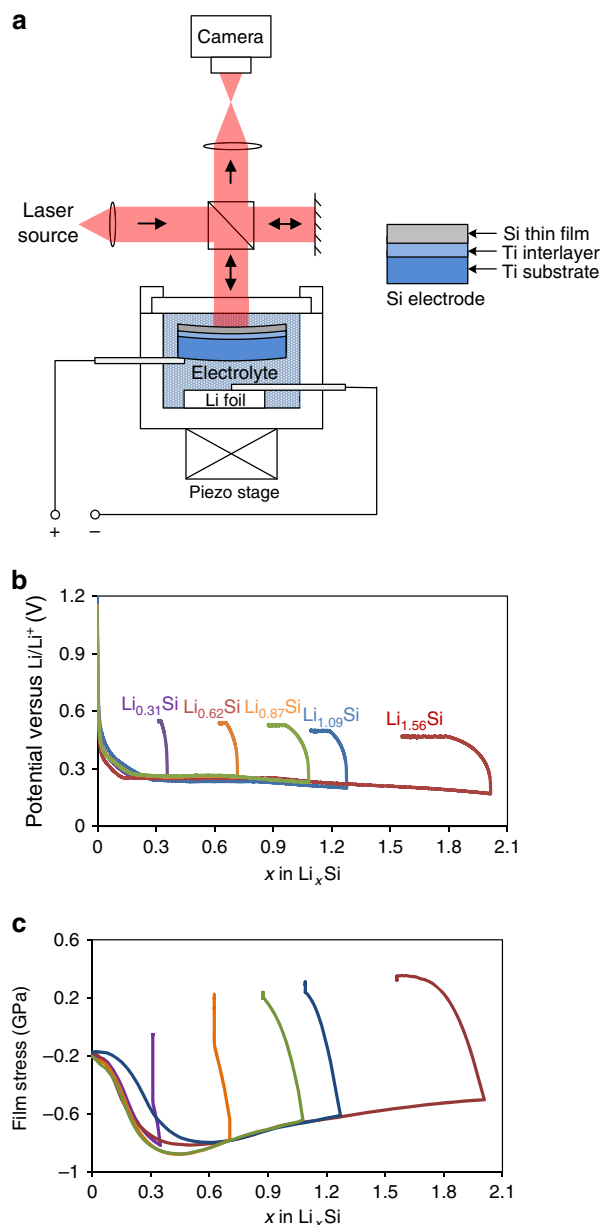 a
Camera
Laser
source
Si thin film
Ti interlayer
Ti substrate
Si electrode
Electrolyte
Li foil
Piezo stage
+ −
b
Potential versus Li/Li⁺ (V)
1.2
0.9
0.6
0.3
0
Li₀.₃₁Si Li₀.₆₂Si Li₀.₈₇Si Li₁.₀₉Si Li₁.₅₆Si
0 0.3 0.6 0.9 1.2 1.5 1.8 2.1
x in LiₓSi
c
Film stress (GPa)
0.6
0.2
−0.2
−0.6
−1
0 0.3 0.6 0.9 1.2 1.5 1.8 2.1
x in LiₓSi